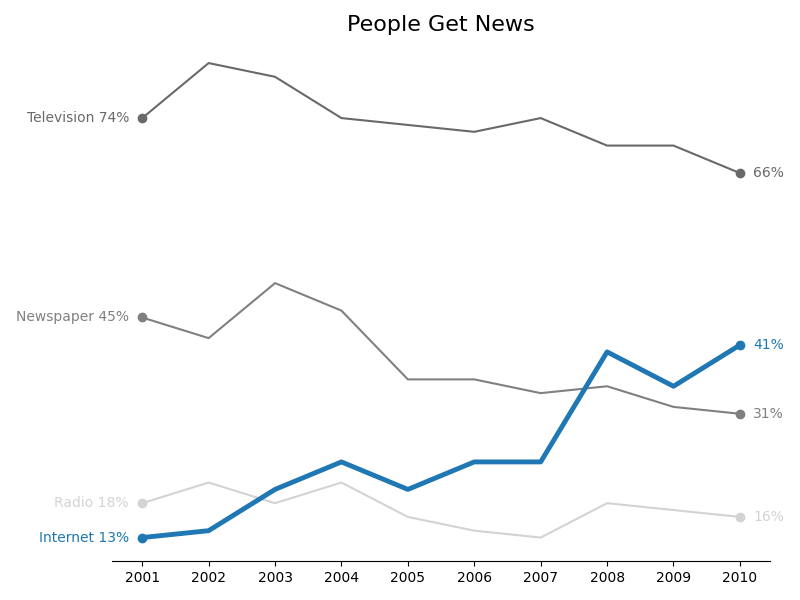 People Get News
Television 74%
66%
Newspaper 45%
41%
31%
Radio 18%
16%
Internet 13%
2001 2002 2003 2004 2005 2006 2007 2008 2009 2010